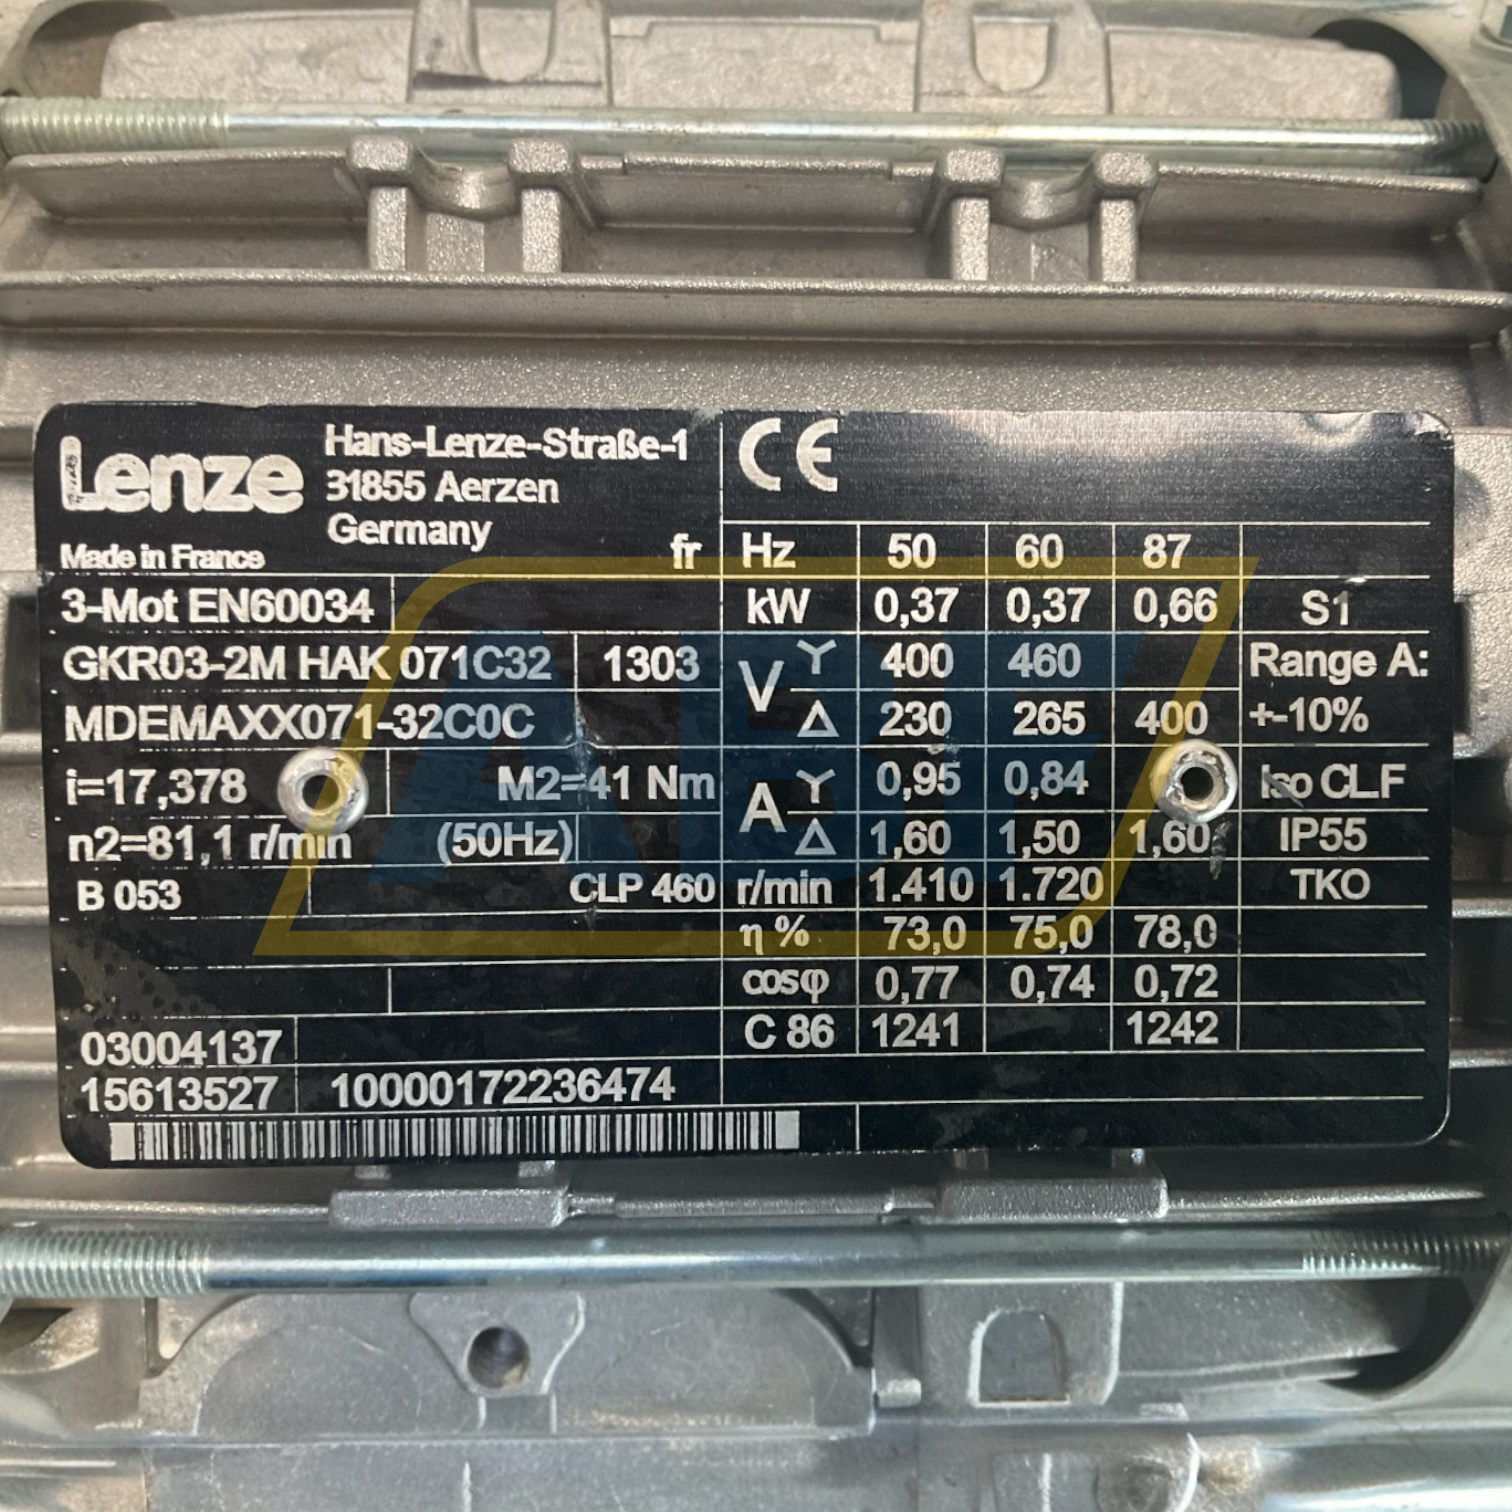 Lenze
Hans-Lenze-Straße-1
31855 Aerzen
Germany
Made in France
fr
CE
Hz 50 60 87
3-Mot EN60034
kW 0,37 0,37 0,66 S1
GKR03-2M HAK 071C32 1303
V Y 400 460 Range A:
MDEMAXX071-32C0C
Δ 230 265 400 +-10%
i=17,378 M2=41 Nm
A Y 0,95 0,84 Iso CLF
n2=81,1 r/min (50Hz)
Δ 1,60 1,50 1,60 IP55
B 053 CLP 460
r/min 1.410 1.720 TKO
η % 73,0 75,0 78,0
cosφ 0,77 0,74 0,72
C 86 1241 1242
03004137
15613527 10000172236474
ABF